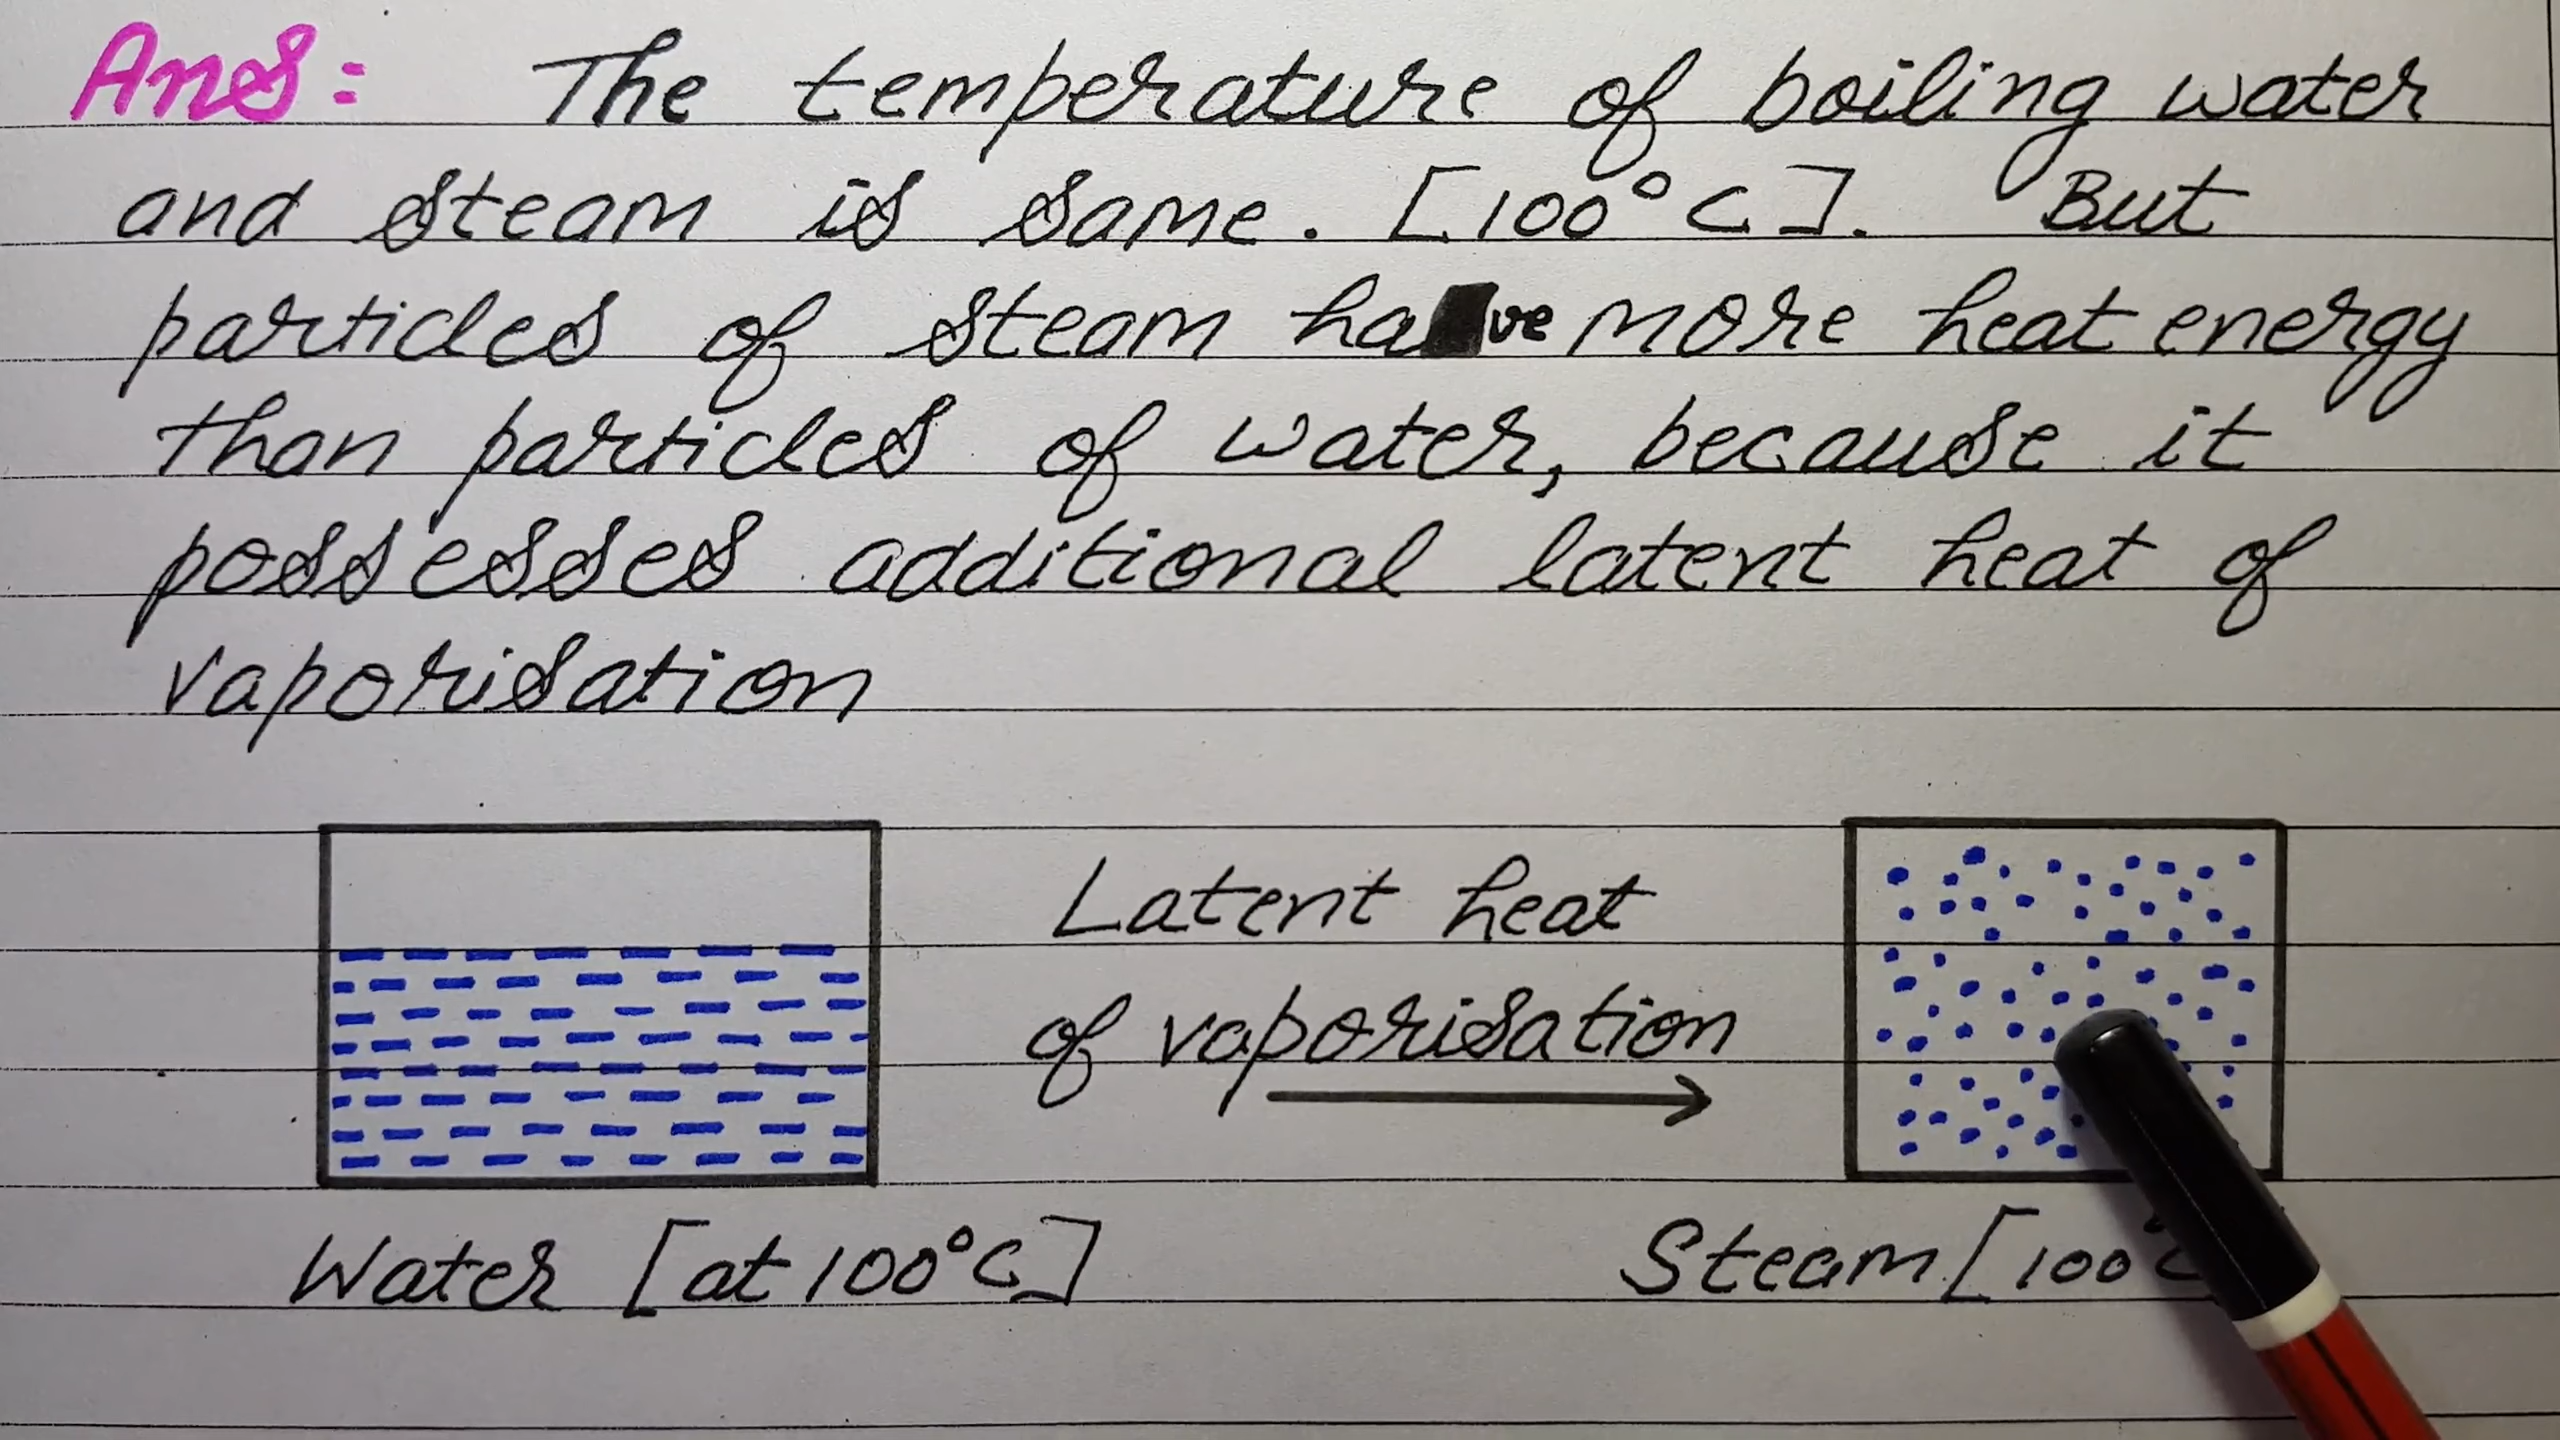 Ans: The temperature of boiling water
and steam is same. [100°C]. But
particles of steam have more heat energy
than particles of water, because it
possesses additional latent heat of
vaporisation
Latent heat
of vaporisation
Water [at 100°C]
Steam [100°C